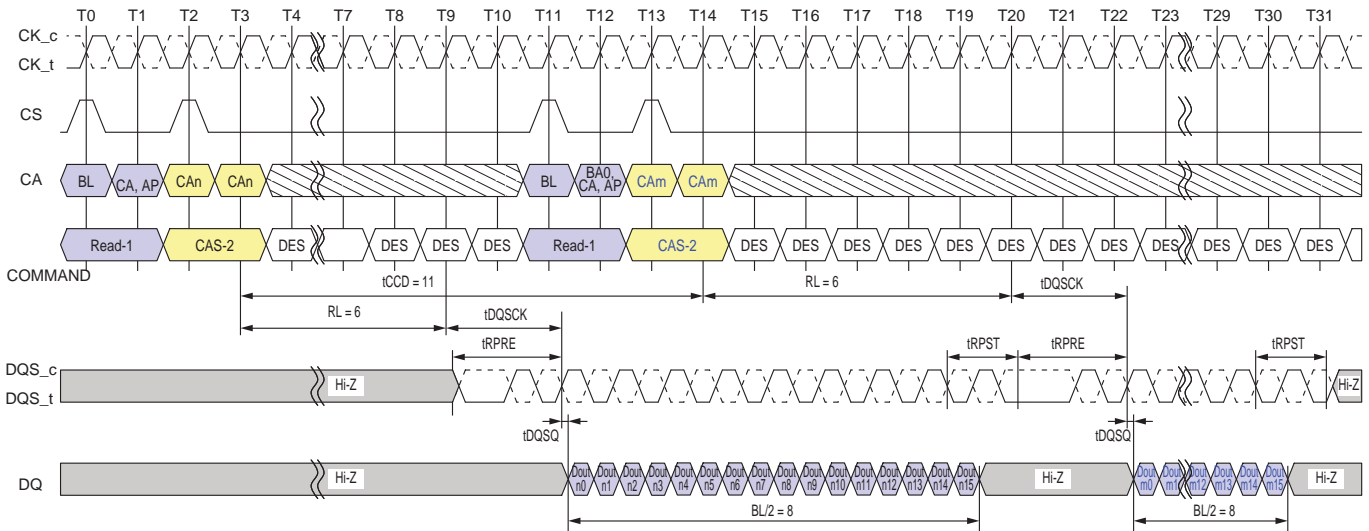 T0 T1 T2 T3 T4 T7 T8 T9 T10 T11 T12 T13 T14 T15 T16 T17 T18 T19 T20 T21 T22 T23 T29 T30 T31
CK_c
CK_t
CS
CA
BL CA, AP CAn CAn BL BA0, CA, AP CAm CAm
Read-1 CAS-2 DES DES DES DES Read-1 CAS-2 DES DES DES DES DES DES DES DES DES DES DES DES
COMMAND
tCCD = 11 RL = 6 tDQSCK
RL = 6 tDQSCK
tRPRE tRPST tRPRE tRPST
DQS_c
DQS_t
Hi-Z Hi-Z
tDQSQ tDQSQ
DQ
Hi-Z Dout n0 Dout n1 Dout n2 Dout n3 Dout n4 Dout n5 Dout n6 Dout n7 Dout n8 Dout n9 Dout n10 Dout n11 Dout n12 Dout n13 Dout n14 Dout n15 Hi-Z Dout m0 Dout m1 Dout m12 Dout m13 Dout m14 Dout m15 Hi-Z
BL/2 = 8 BL/2 = 8